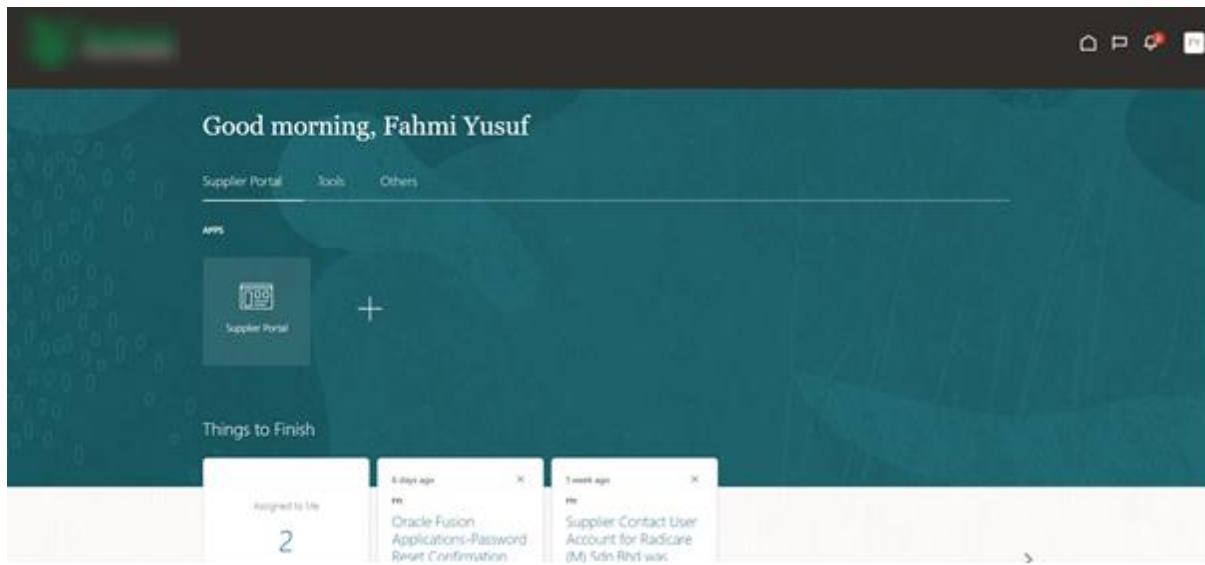 Good morning, Fahmi Yusuf
Supplier Portal Tools Others
APPS
Supplier Portal
Things to Finish
Assigned to Me
2
6 days ago
FYI
Oracle Fusion
Applications-Password
Reset Confirmation
1 week ago
FYI
Supplier Contact User
Account for Radicare
(M) Sdn Bhd was